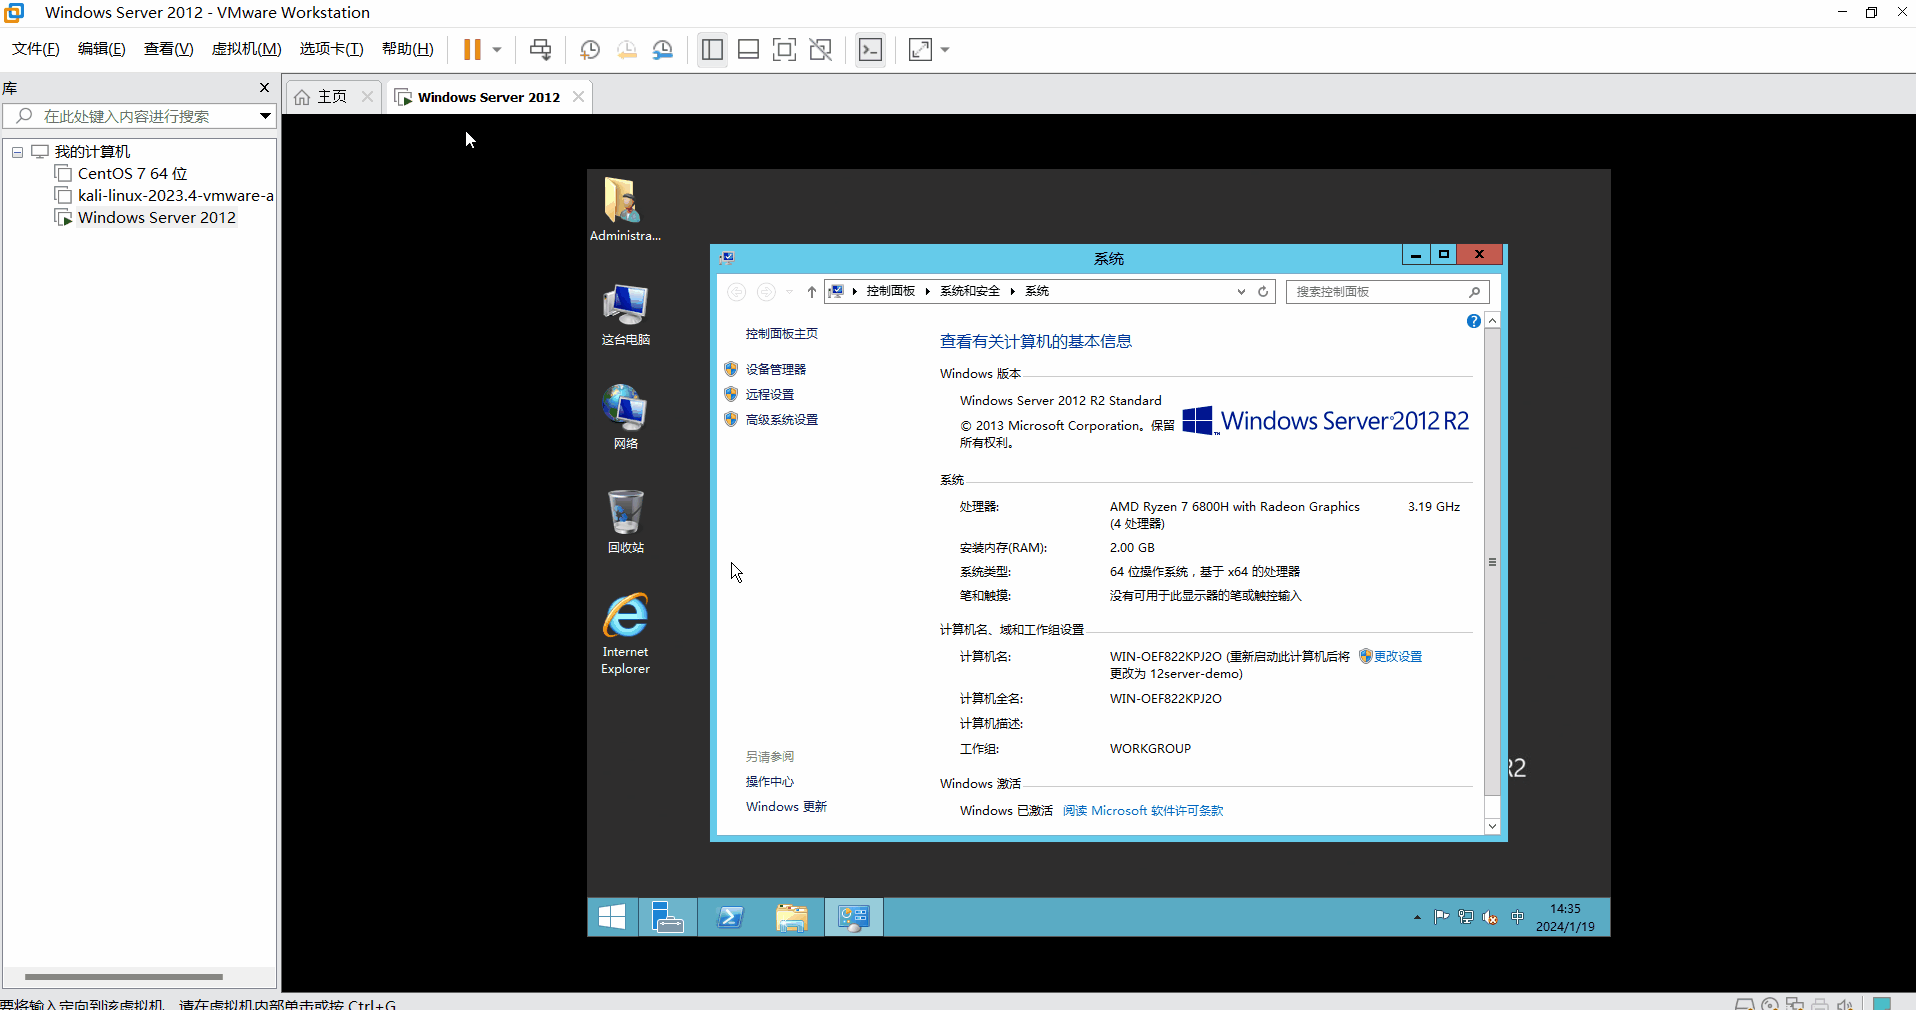 Windows Server 2012 - VMware Workstation
文件(F) 编辑(E) 查看(V) 虚拟机(M) 选项卡(T) 帮助(H)
库
在此处键入内容进行搜索
我的计算机
CentOS 7 64 位
kali-linux-2023.4-vmware-a
Windows Server 2012
主页
Windows Server 2012
Administra...
这台电脑
网络
回收站
Internet
Explorer
系统
控制面板 系统和安全 系统
搜索控制面板
控制面板主页
设备管理器
远程设置
高级系统设置
另请参阅
操作中心
Windows 更新
查看有关计算机的基本信息
Windows 版本
Windows Server 2012 R2 Standard
© 2013 Microsoft Corporation。保留
所有权利。
Windows Server 2012 R2
系统
处理器: AMD Ryzen 7 6800H with Radeon Graphics 3.19 GHz
(4 处理器)
安装内存(RAM): 2.00 GB
系统类型: 64 位操作系统，基于 x64 的处理器
笔和触摸: 没有可用于此显示器的笔或触控输入
计算机名、域和工作组设置
计算机名: WIN-OEF822KPJ2O (重新启动此计算机后将 更改设置
更改为 12server-demo)
计算机全名: WIN-OEF822KPJ2O
计算机描述:
工作组: WORKGROUP
Windows 激活
Windows 已激活 阅读 Microsoft 软件许可条款
R2
中
14:35
2024/1/19
要将输入定向到该虚拟机，请在虚拟机内部单击或按 Ctrl+G